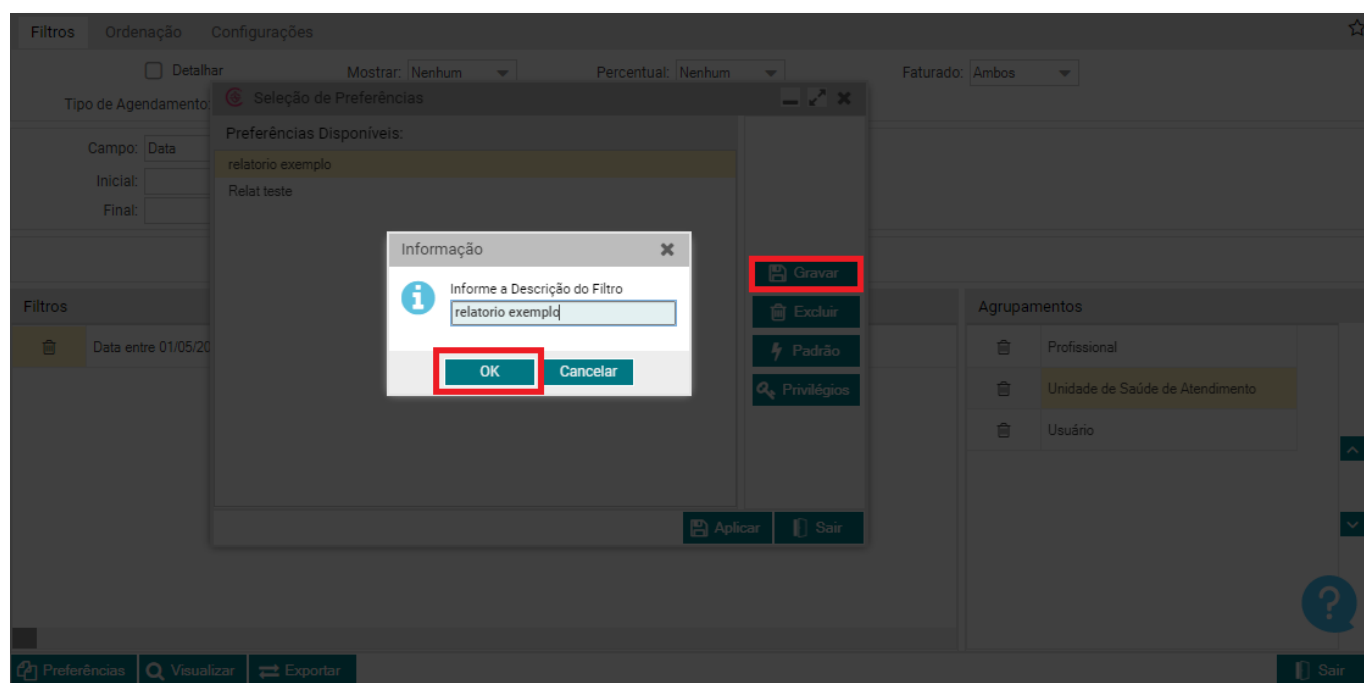 Filtros Ordenação Configurações
Detalhar Mostrar: Nenhum Percentual: Nenhum Faturado: Ambos
Tipo de Agendamento:
Seleção de Preferências
Preferências Disponíveis:
Campo: Data
relatorio exemplo
Inicial:
Relat teste
Final:
Informação
Informe a Descrição do Filtro
relatorio exemplo
OK Cancelar
Gravar
Excluir
Padrão
Privilégios
Aplicar Sair
Filtros
Data entre 01/05/20
Agrupamentos
Profissional
Unidade de Saúde de Atendimento
Usuário
?
Preferências Visualizar Exportar Sair